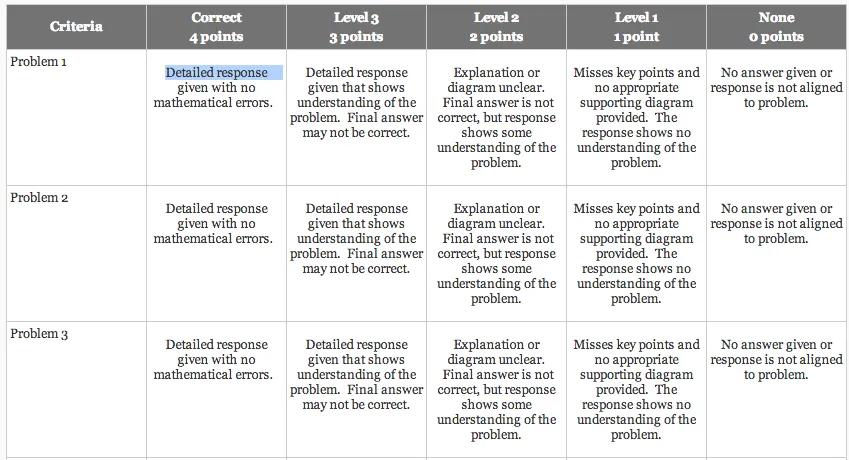 Criteria
Correct
4 points
Level 3
3 points
Level 2
2 points
Level 1
1 point
None
0 points
Problem 1
Detailed response
given with no
mathematical errors.
Detailed response
given that shows
understanding of the
problem.  Final answer
may not be correct.
Explanation or
diagram unclear.
Final answer is not
correct, but response
shows some
understanding of the
problem.
Misses key points and
no appropriate
supporting diagram
provided.  The
response shows no
understanding of the
problem.
No answer given or
response is not aligned
to problem.
Problem 2
Detailed response
given with no
mathematical errors.
Detailed response
given that shows
understanding of the
problem.  Final answer
may not be correct.
Explanation or
diagram unclear.
Final answer is not
correct, but response
shows some
understanding of the
problem.
Misses key points and
no appropriate
supporting diagram
provided.  The
response shows no
understanding of the
problem.
No answer given or
response is not aligned
to problem.
Problem 3
Detailed response
given with no
mathematical errors.
Detailed response
given that shows
understanding of the
problem.  Final answer
may not be correct.
Explanation or
diagram unclear.
Final answer is not
correct, but response
shows some
understanding of the
problem.
Misses key points and
no appropriate
supporting diagram
provided.  The
response shows no
understanding of the
problem.
No answer given or
response is not aligned
to problem.